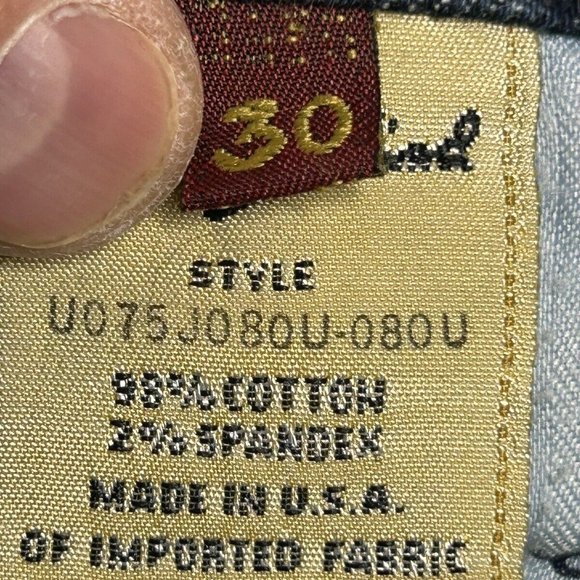 30
STYLE
U075J080U-080U
98% COTTON
2% SPANDEX
MADE IN U.S.A.
OF IMPORTED FABRIC